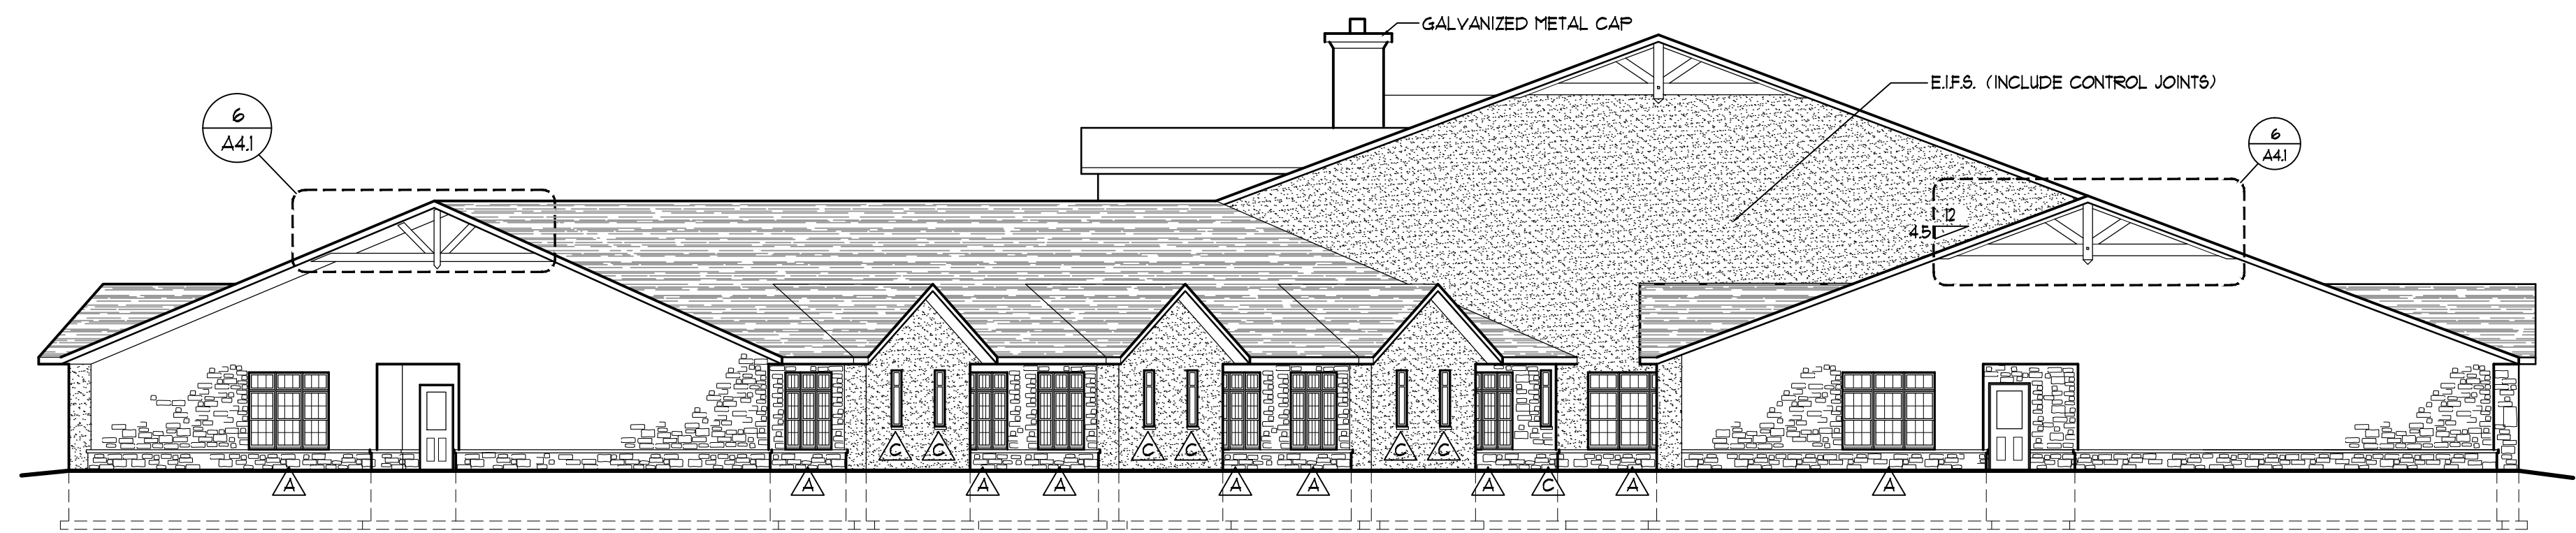 GALVANIZED METAL CAP
E.I.F.S. (INCLUDE CONTROL JOINTS)
6
A4.1
6
A4.1
12
4.5
C C C C C C
A A A A A A A C A A